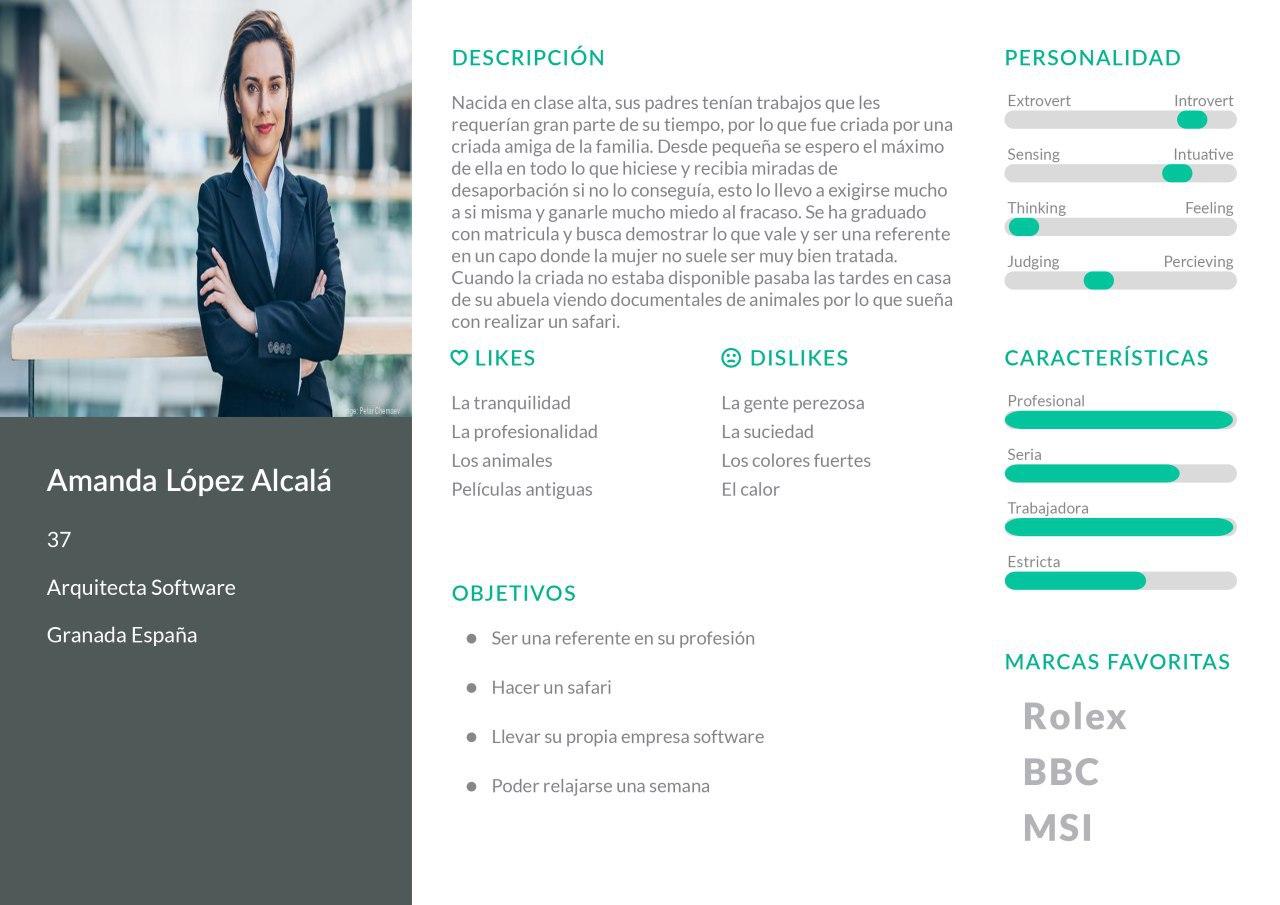 DESCRIPCIÓN
Nacida en clase alta, sus padres tenían trabajos que les
requerían gran parte de su tiempo, por lo que fue criada por una
criada amiga de la familia. Desde pequeña se espero el máximo
de ella en todo lo que hiciese y recibia miradas de
desaporbación si no lo conseguía, esto lo llevo a exigirse mucho
a si misma y ganarle mucho miedo al fracaso. Se ha graduado
con matricula y busca demostrar lo que vale y ser una referente
en un capo donde la mujer no suele ser muy bien tratada.
Cuando la criada no estaba disponible pasaba las tardes en casa
de su abuela viendo documentales de animales por lo que sueña
con realizar un safari.
LIKES
La tranquilidad
La profesionalidad
Los animales
Películas antiguas
DISLIKES
La gente perezosa
La suciedad
Los colores fuertes
El calor
OBJETIVOS
Ser una referente en su profesión
Hacer un safari
Llevar su propia empresa software
Poder relajarse una semana
PERSONALIDAD
Extrovert Introvert
Sensing Intuative
Thinking Feeling
Judging Percieving
CARACTERÍSTICAS
Profesional
Seria
Trabajadora
Estricta
MARCAS FAVORITAS
Rolex
BBC
MSI
Amanda López Alcalá
37
Arquitecta Software
Granada España